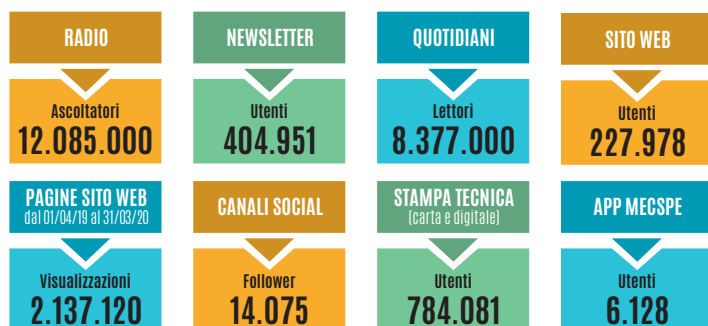 RADIO
Ascoltatori
12.085.000
NEWSLETTER
Utenti
404.951
QUOTIDIANI
Lettori
8.377.000
SITO WEB
Utenti
227.978
PAGINE SITO WEB
dal 01/04/19 al 31/03/20
Visualizzazioni
2.137.120
CANALI SOCIAL
Follower
14.075
STAMPA TECNICA
(carta e digitale)
Utenti
784.081
APP MECSPE
Utenti
6.128